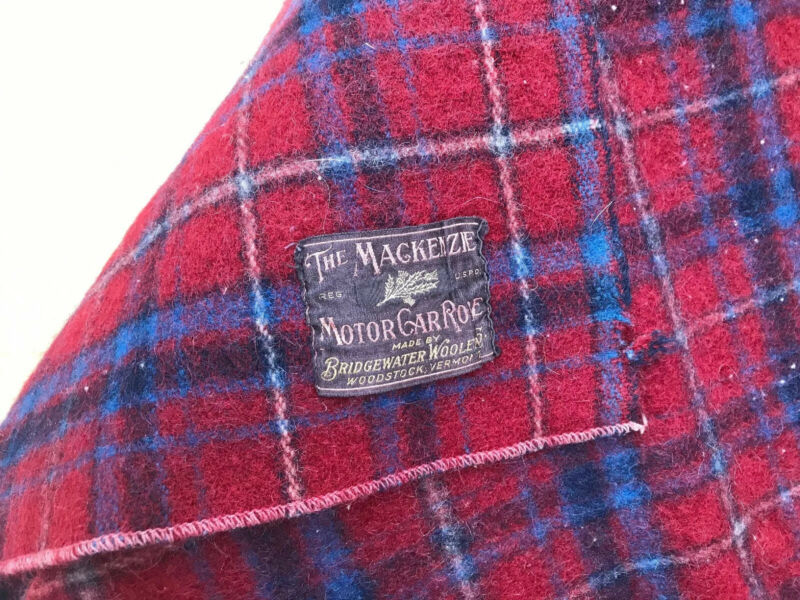 THE MACKENZIE
REG. U.S.P.O.
MOTOR CAR ROBE
MADE BY
BRIDGEWATER WOOLEN
WOODSTOCK, VERMONT